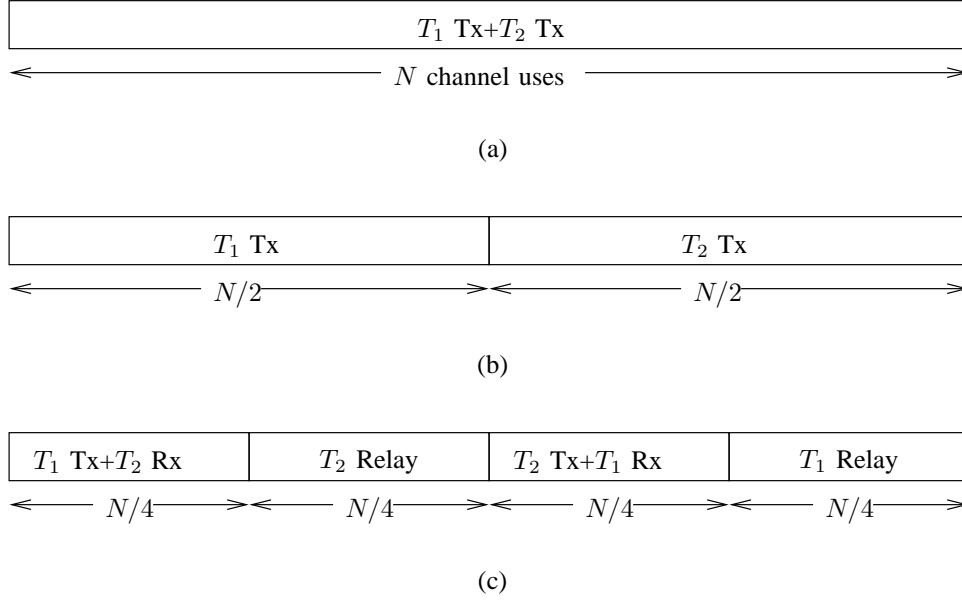 T₁ Tx+T₂ Tx
N channel uses
(a)
T₁ Tx T₂ Tx
N/2 N/2
(b)
T₁ Tx+T₂ Rx T₂ Relay T₂ Tx+T₁ Rx T₁ Relay
N/4 N/4 N/4 N/4
(c)